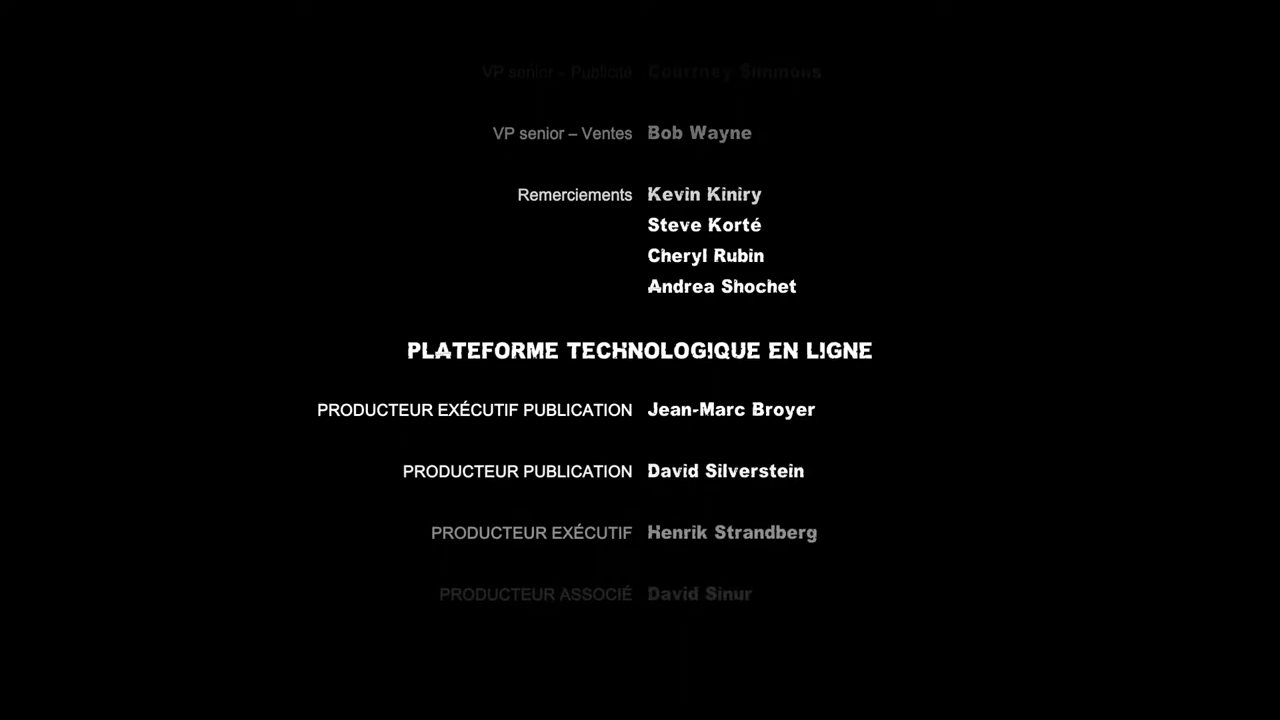 VP senior – Publicité Courtney Simmons
VP senior – Ventes Bob Wayne
Remerciements Kevin Kiniry
Steve Korté
Cheryl Rubin
Andrea Shochet
PLATEFORME TECHNOLOGIQUE EN LIGNE
PRODUCTEUR EXÉCUTIF PUBLICATION Jean-Marc Broyer
PRODUCTEUR PUBLICATION David Silverstein
PRODUCTEUR EXÉCUTIF Henrik Strandberg
PRODUCTEUR ASSOCIÉ David Sinur